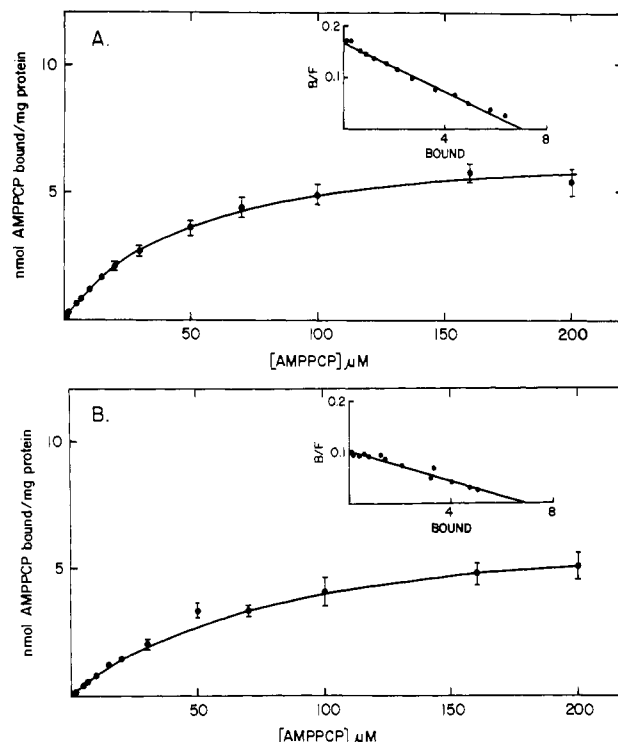 A.
nmol AMPPCP bound/mg protein
10
5
50
100
150
200
[AMPPCP] μM
0.2
0.1
B/F
4
8
BOUND
B.
nmol AMPPCP bound/mg protein
10
5
50
100
150
200
[AMPPCP] μM
0.2
0.1
B/F
4
8
BOUND